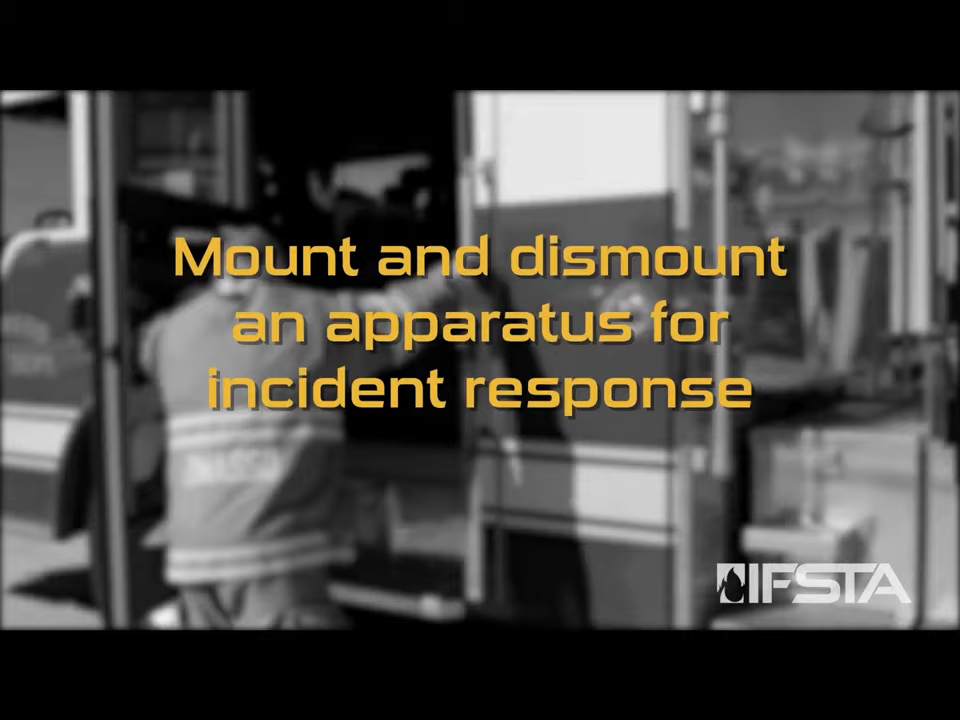 Mount and dismount
an apparatus for
incident response
IFSTA